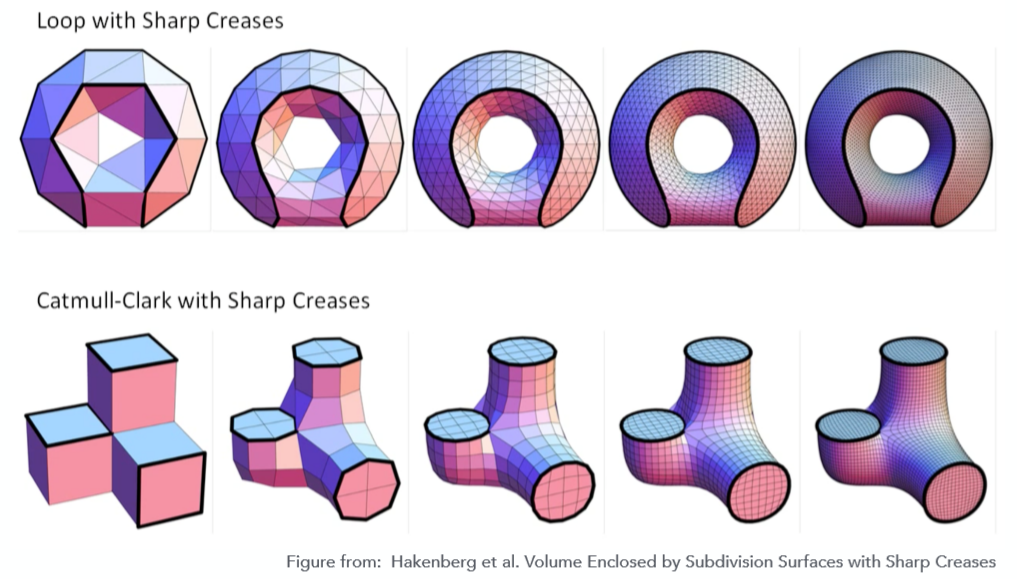 Loop with Sharp Creases
Catmull-Clark with Sharp Creases
Figure from: Hakenberg et al. Volume Enclosed by Subdivision Surfaces with Sharp Creases